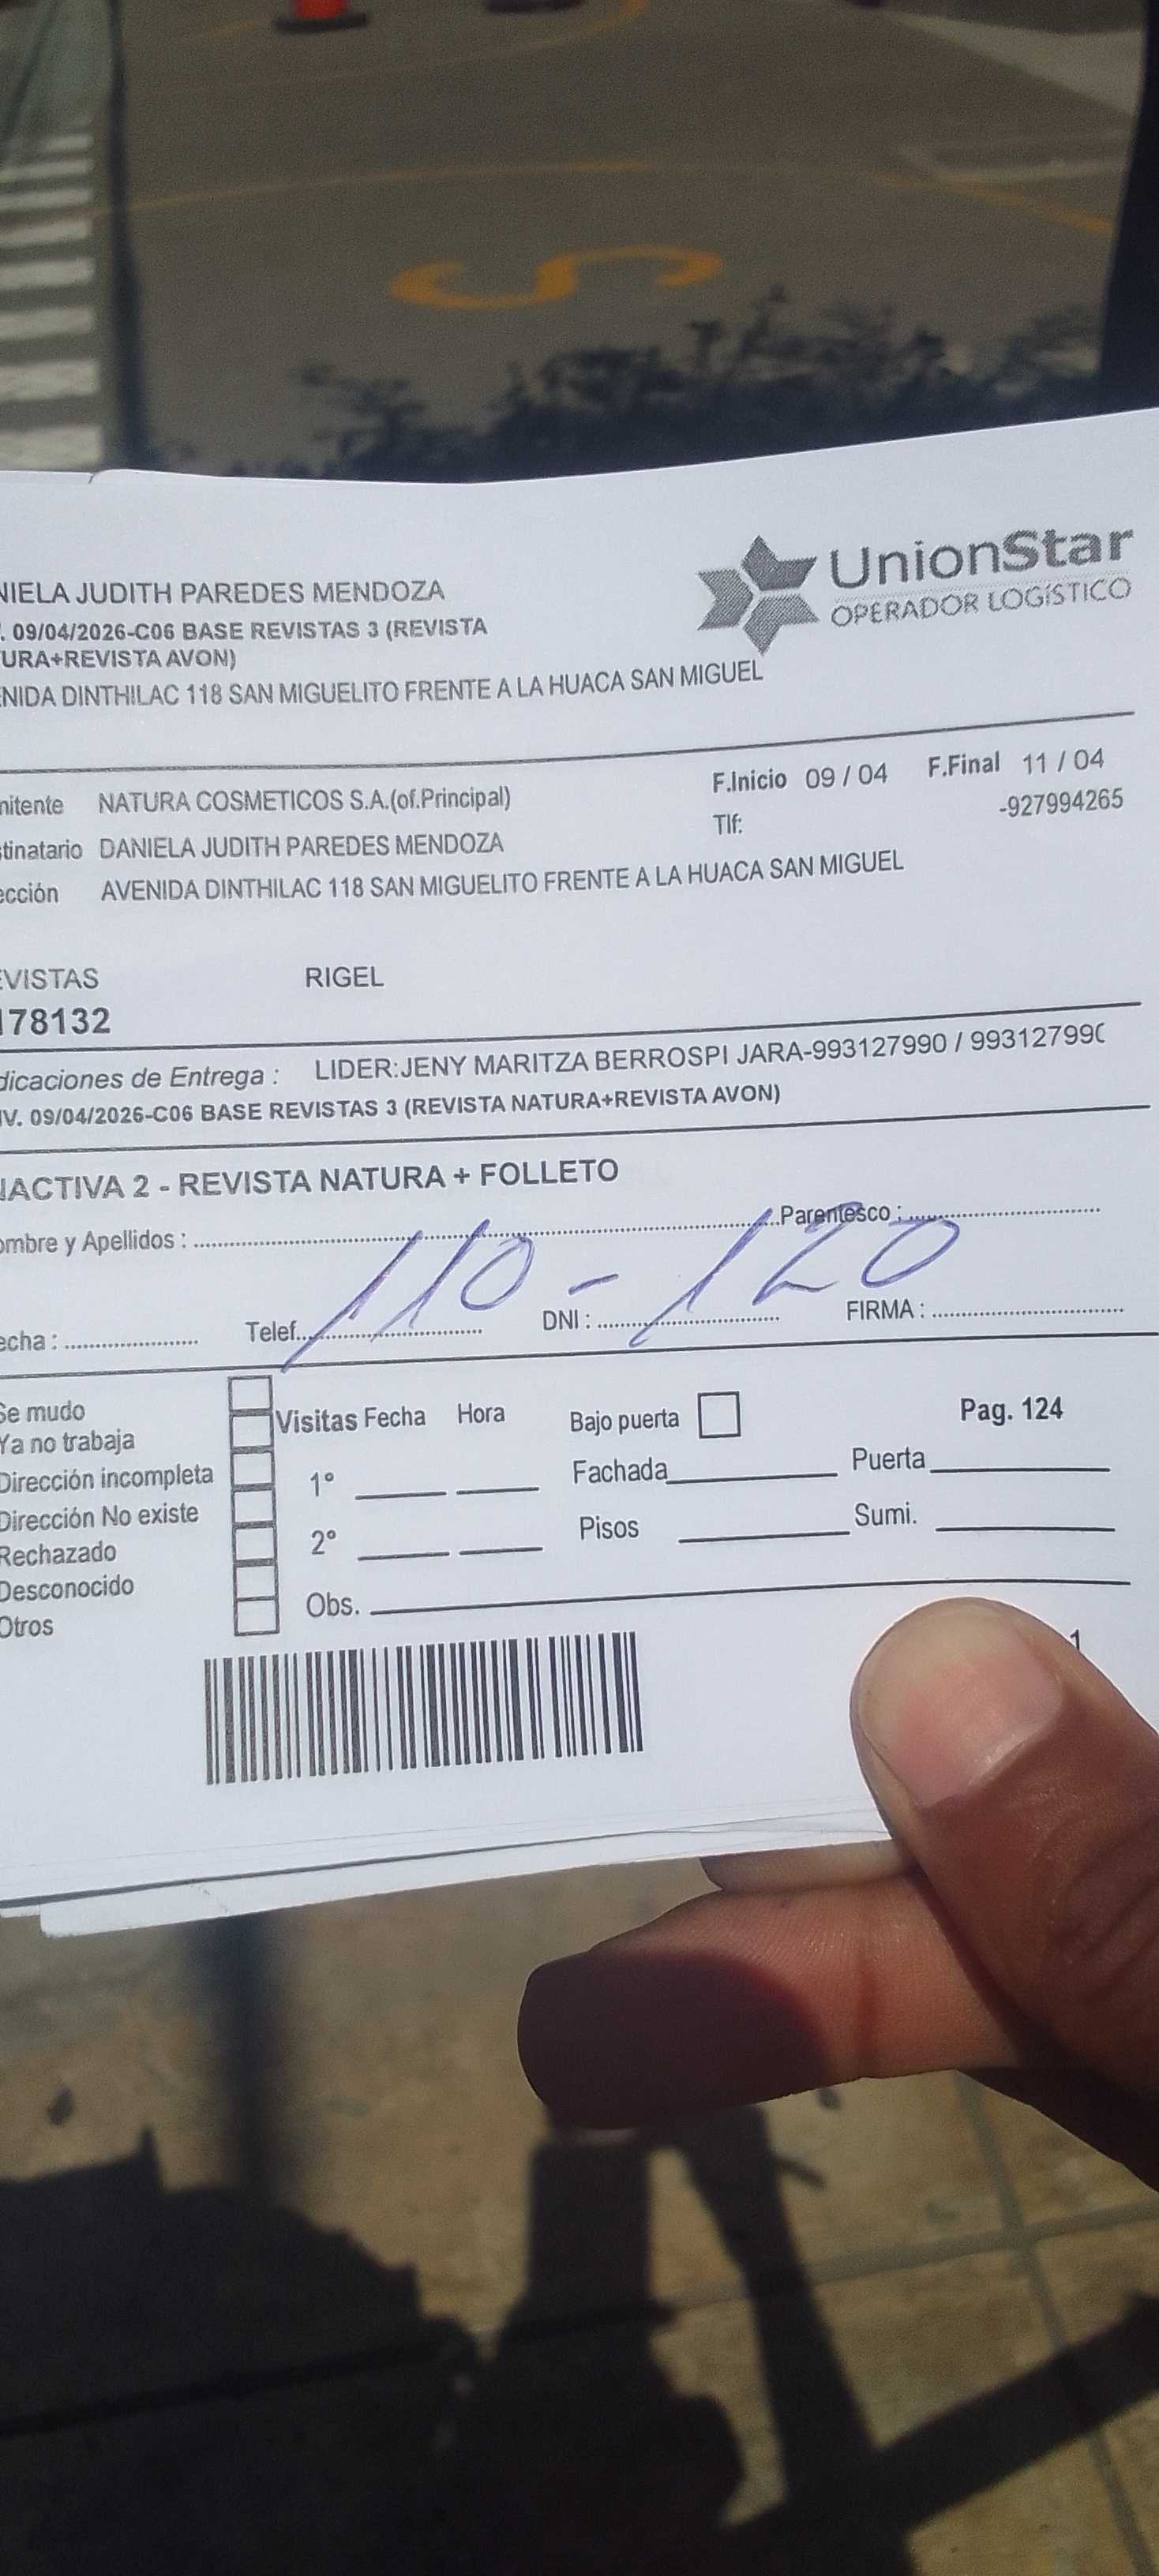 NIELA JUDITH PAREDES MENDOZA
UnionStar
OPERADOR LOGÍSTICO
. 09/04/2026-C06 BASE REVISTAS 3 (REVISTA
URA+REVISTA AVON)
NIDA DINTHILAC 118 SAN MIGUELITO FRENTE A LA HUACA SAN MIGUEL
F.Inicio 09 / 04 F.Final 11 / 04
nitente NATURA COSMETICOS S.A.(of.Principal)
Tlf: -927994265
tinatario DANIELA JUDITH PAREDES MENDOZA
ección AVENIDA DINTHILAC 118 SAN MIGUELITO FRENTE A LA HUACA SAN MIGUEL
EVISTAS RIGEL
178132
dicaciones de Entrega : LIDER:JENY MARITZA BERROSPI JARA-993127990 / 993127990
V. 09/04/2026-C06 BASE REVISTAS 3 (REVISTA NATURA+REVISTA AVON)
NACTIVA 2 - REVISTA NATURA + FOLLETO
ombre y Apellidos : Parentesco :
110 - 120
echa : Telef. DNI : FIRMA :
Se mudo
Ya no trabaja
Dirección incompleta
Dirección No existe
Rechazado
Desconocido
Otros
Visitas Fecha Hora
1°
2°
Obs.
Bajo puerta Pag. 124
Fachada Puerta
Pisos Sumi.
1